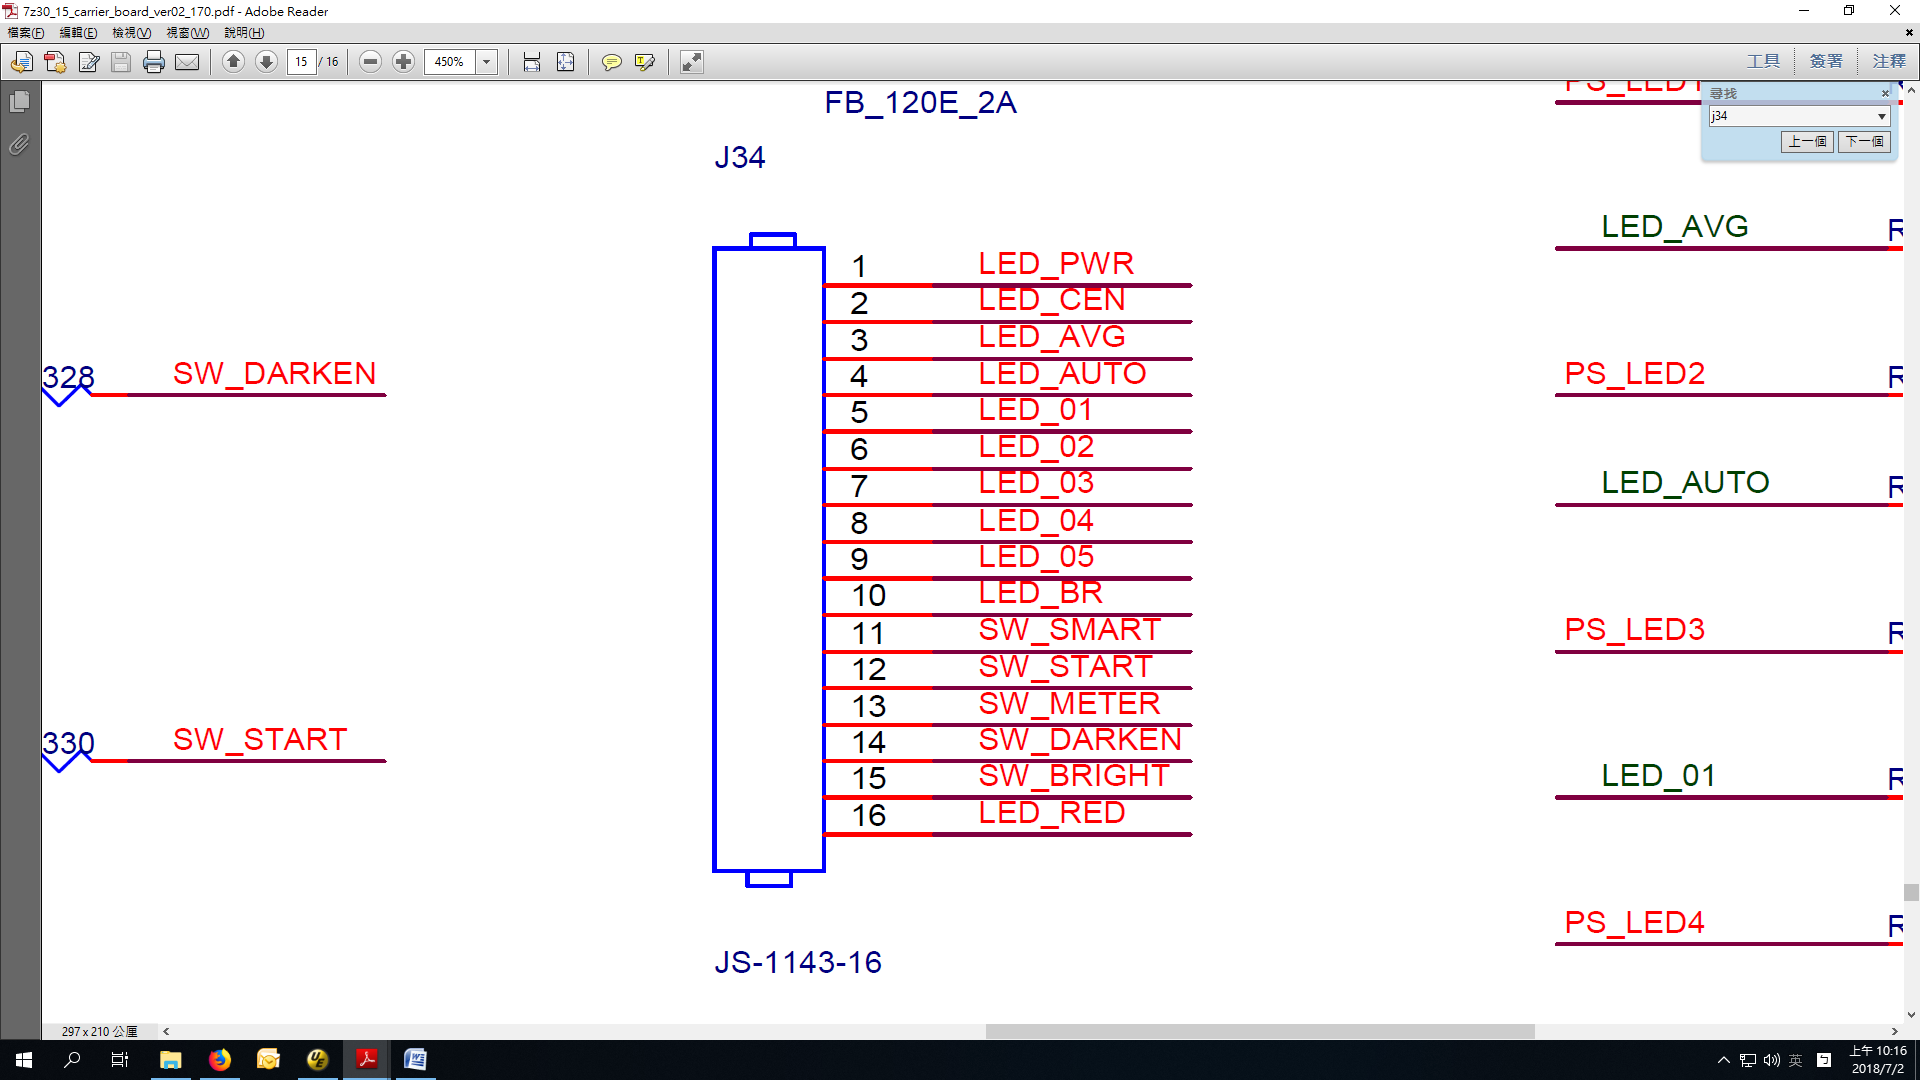 7z30_15_carrier_board_ver02_170.pdf - Adobe Reader
檔案(F) 編輯(E) 檢視(V) 視窗(W) 說明(H)
15 / 16 450% 工具 簽署 注釋
尋找
j34
上一個 下一個
FB_120E_2A
J34
1 LED_PWR
2 LED_CEN
3 LED_AVG
4 LED_AUTO
5 LED_01
6 LED_02
7 LED_03
8 LED_04
9 LED_05
10 LED_BR
11 SW_SMART
12 SW_START
13 SW_METER
14 SW_DARKEN
15 SW_BRIGHT
16 LED_RED
JS-1143-16
328 SW_DARKEN
330 SW_START
PS_LED1
LED_AVG R
PS_LED2 R
LED_AUTO R
PS_LED3 R
LED_01 R
PS_LED4 R
297 x 210 公厘
英
上午 10:16
2018/7/2